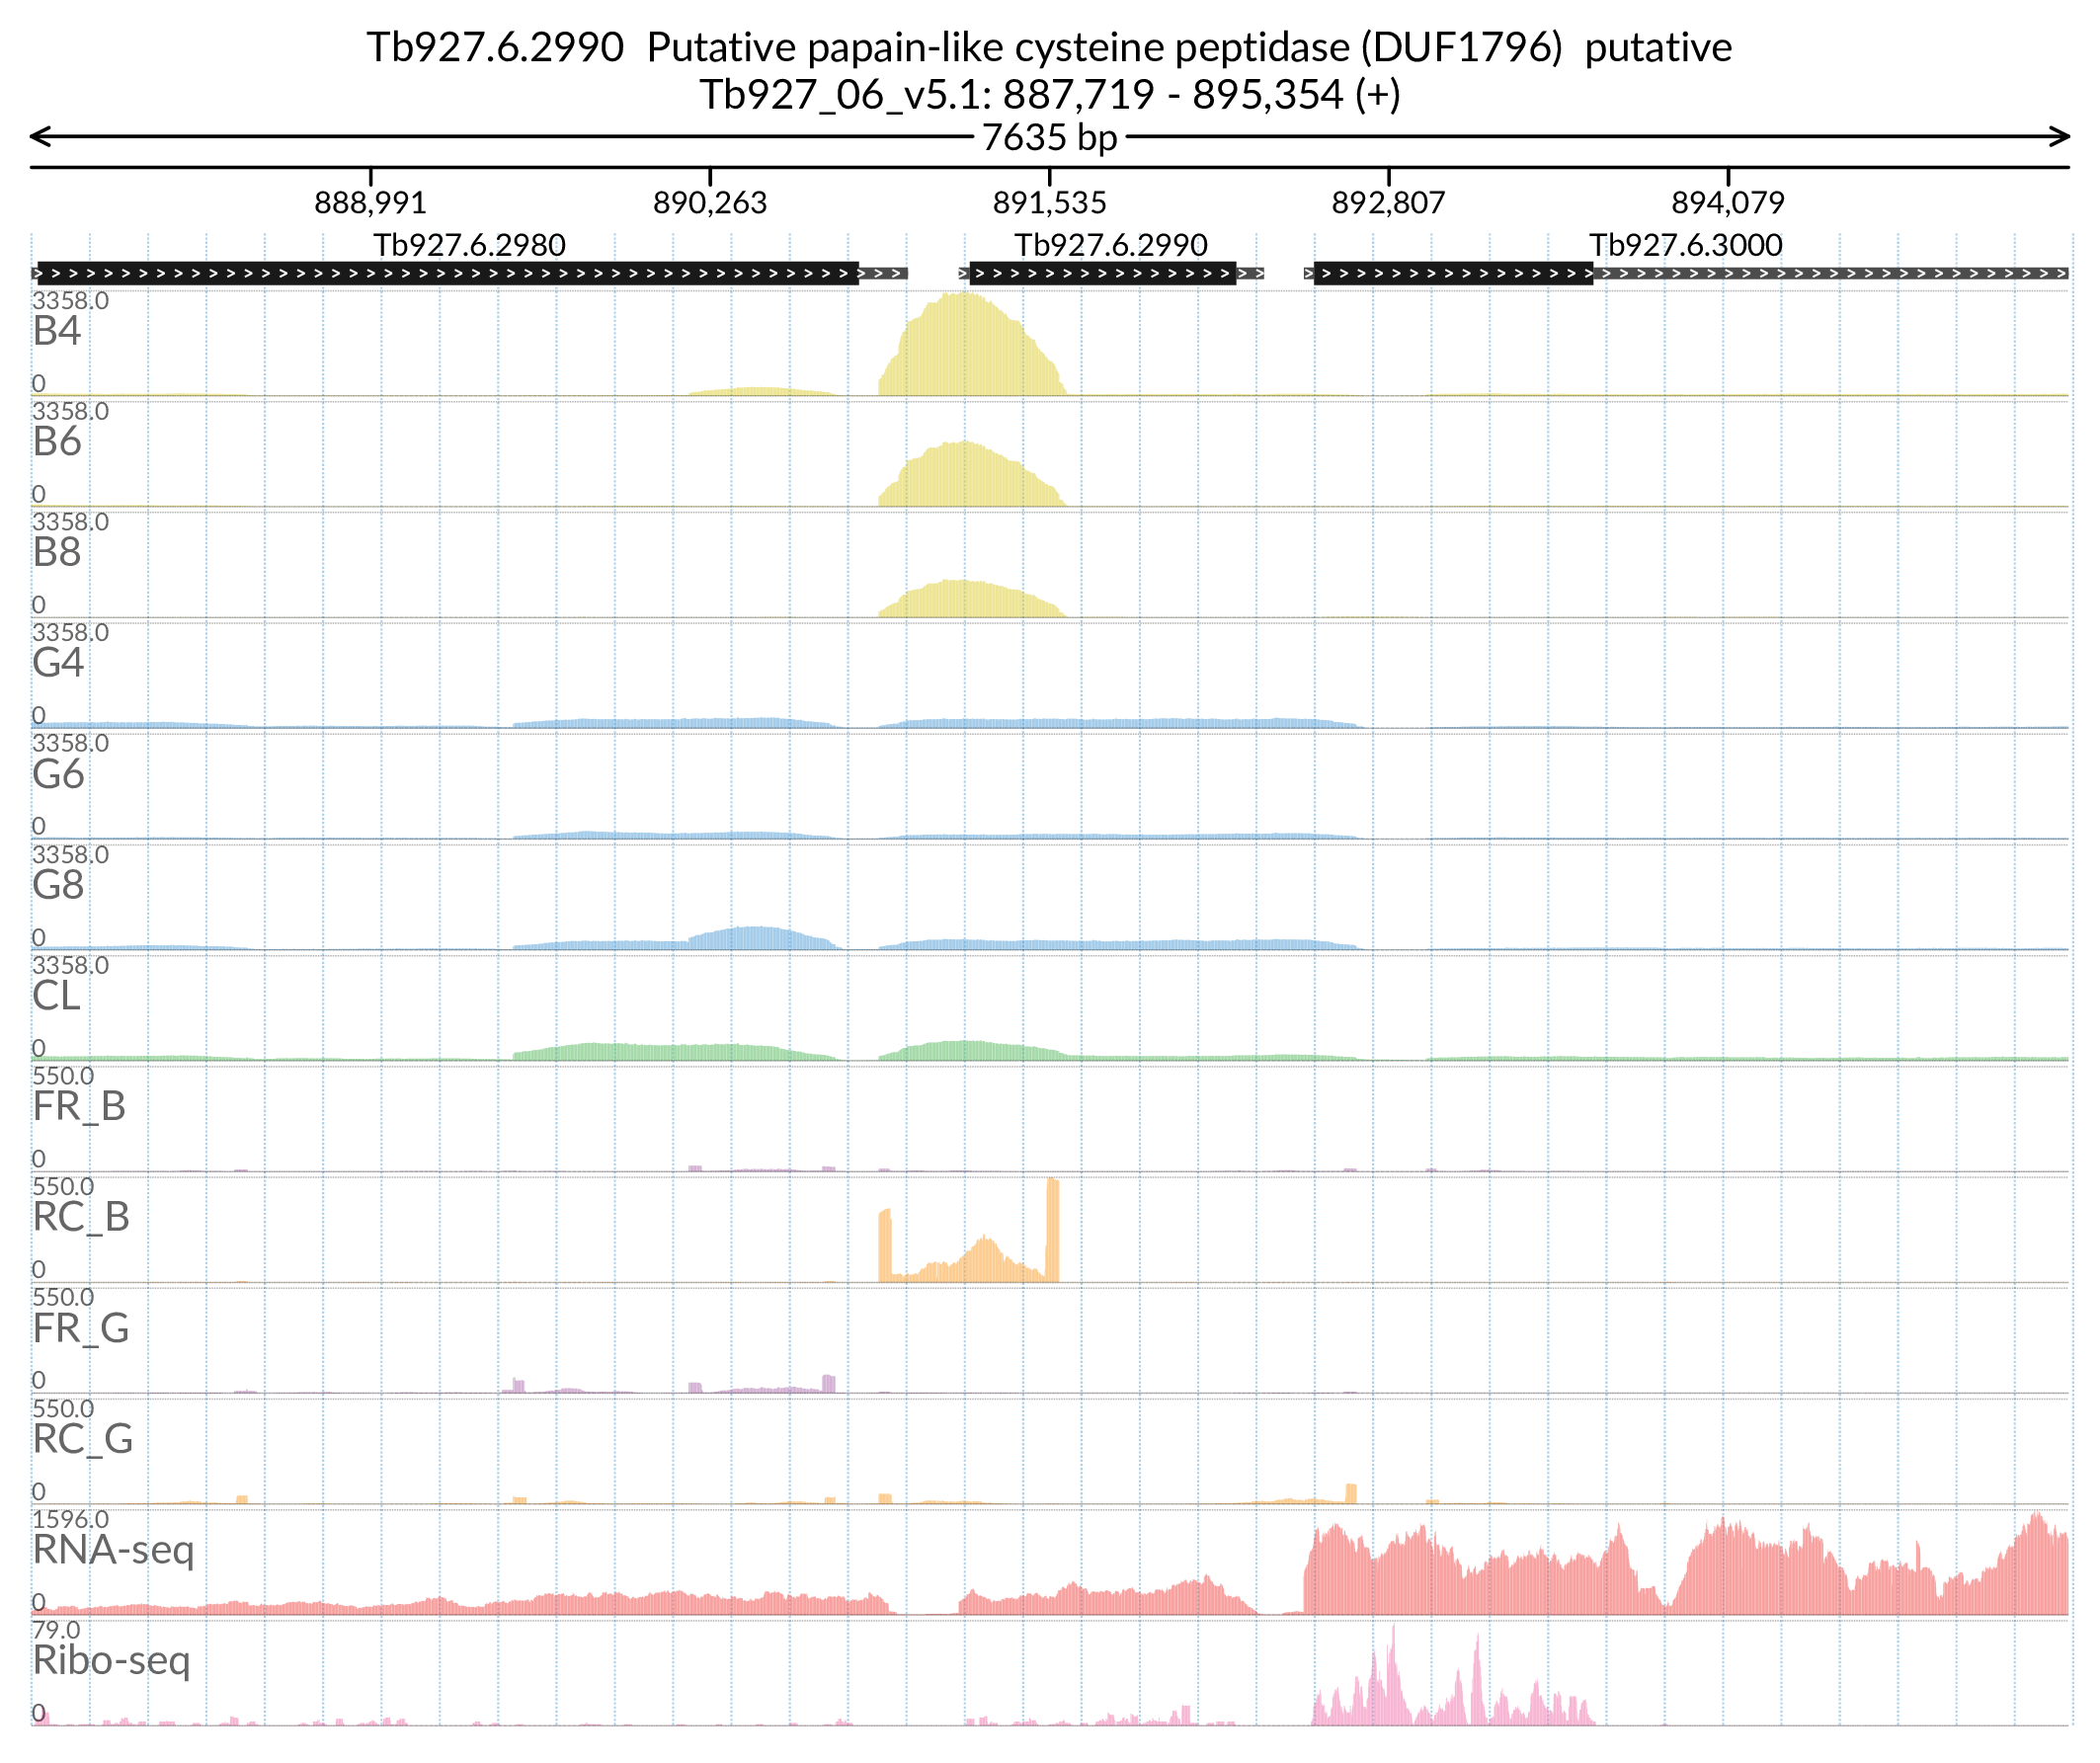 Tb927.6.2990 Putative papain-like cysteine peptidase (DUF1796) putative
Tb927_06_v5.1: 887,719 - 895,354 (+)
7635 bp
888,991 890,263 891,535 892,807 894,079
Tb927.6.2980 Tb927.6.2990 Tb927.6.3000
3358.0
B4
0
3358.0
B6
0
3358.0
B8
0
3358.0
G4
0
3358.0
G6
0
3358.0
G8
0
3358.0
CL
0
550.0
FR_B
0
550.0
RC_B
0
550.0
FR_G
0
550.0
RC_G
0
1596.0
RNA-seq
0
79.0
Ribo-seq
0